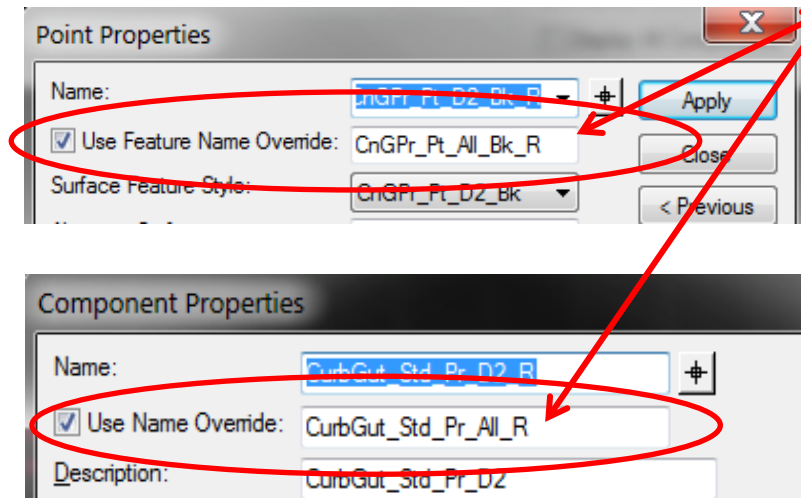 Point Properties
Name: CnGPr_Pt_D2_Bk_R Apply
Use Feature Name Override: CnGPr_Pt_All_Bk_R Close
Surface Feature Style: CnGPr_Pt_D2_Bk < Previous
Component Properties
Name: CurbGut_Std_Pr_D2_R
Use Name Override: CurbGut_Std_Pr_All_R
Description: CurbGut_Std_Pr_D2